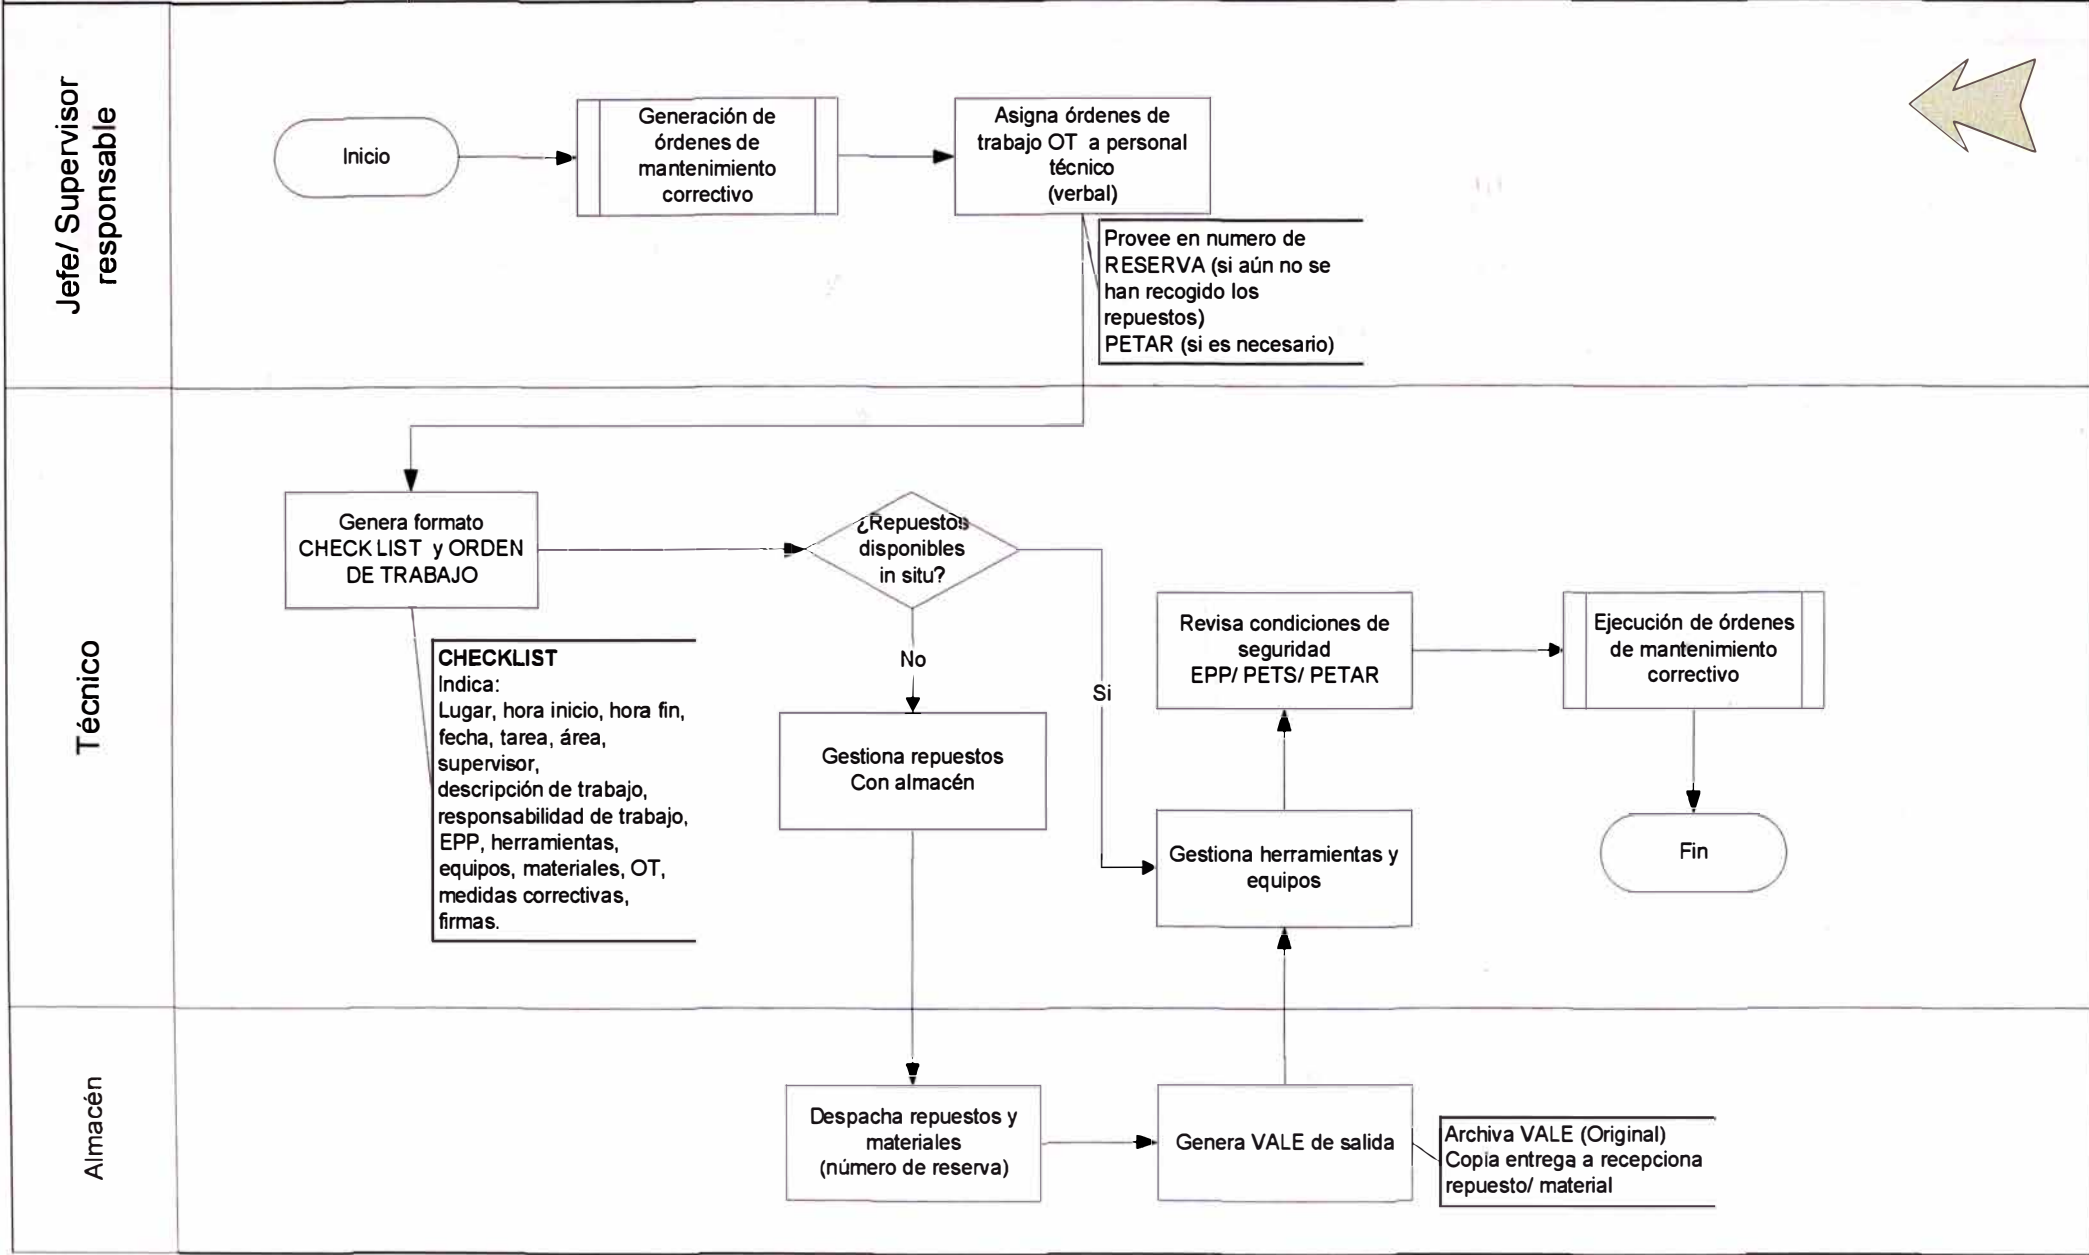 Jefe/ Supervisor
responsable
Inicio
Generación de
órdenes de
mantenimiento
correctivo
Asigna órdenes de
trabajo OT a personal
técnico
(verbal)
Provee en numero de
RESERVA (si aún no se
han recogido los
repuestos)
PETAR (si es necesario)
Técnico
Genera formato
CHECK LIST y ORDEN
DE TRABAJO
CHECKLIST
Indica:
Lugar, hora inicio, hora fin,
fecha, tarea, área,
supervisor,
descripción de trabajo,
responsabilidad de trabajo,
EPP, herramientas,
equipos, materiales, OT,
medidas correctivas,
firmas.
¿Repuestos
disponibles
in situ?
No
Si
Gestiona repuestos
Con almacén
Revisa condiciones de
seguridad
EPP/ PETS/ PETAR
Gestiona herramientas y
equipos
Ejecución de órdenes
de mantenimiento
correctivo
Fin
Almacén
Despacha repuestos y
materiales
(número de reserva)
Genera VALE de salida
Archiva VALE (Original)
Copia entrega a recepciona
repuesto/ material